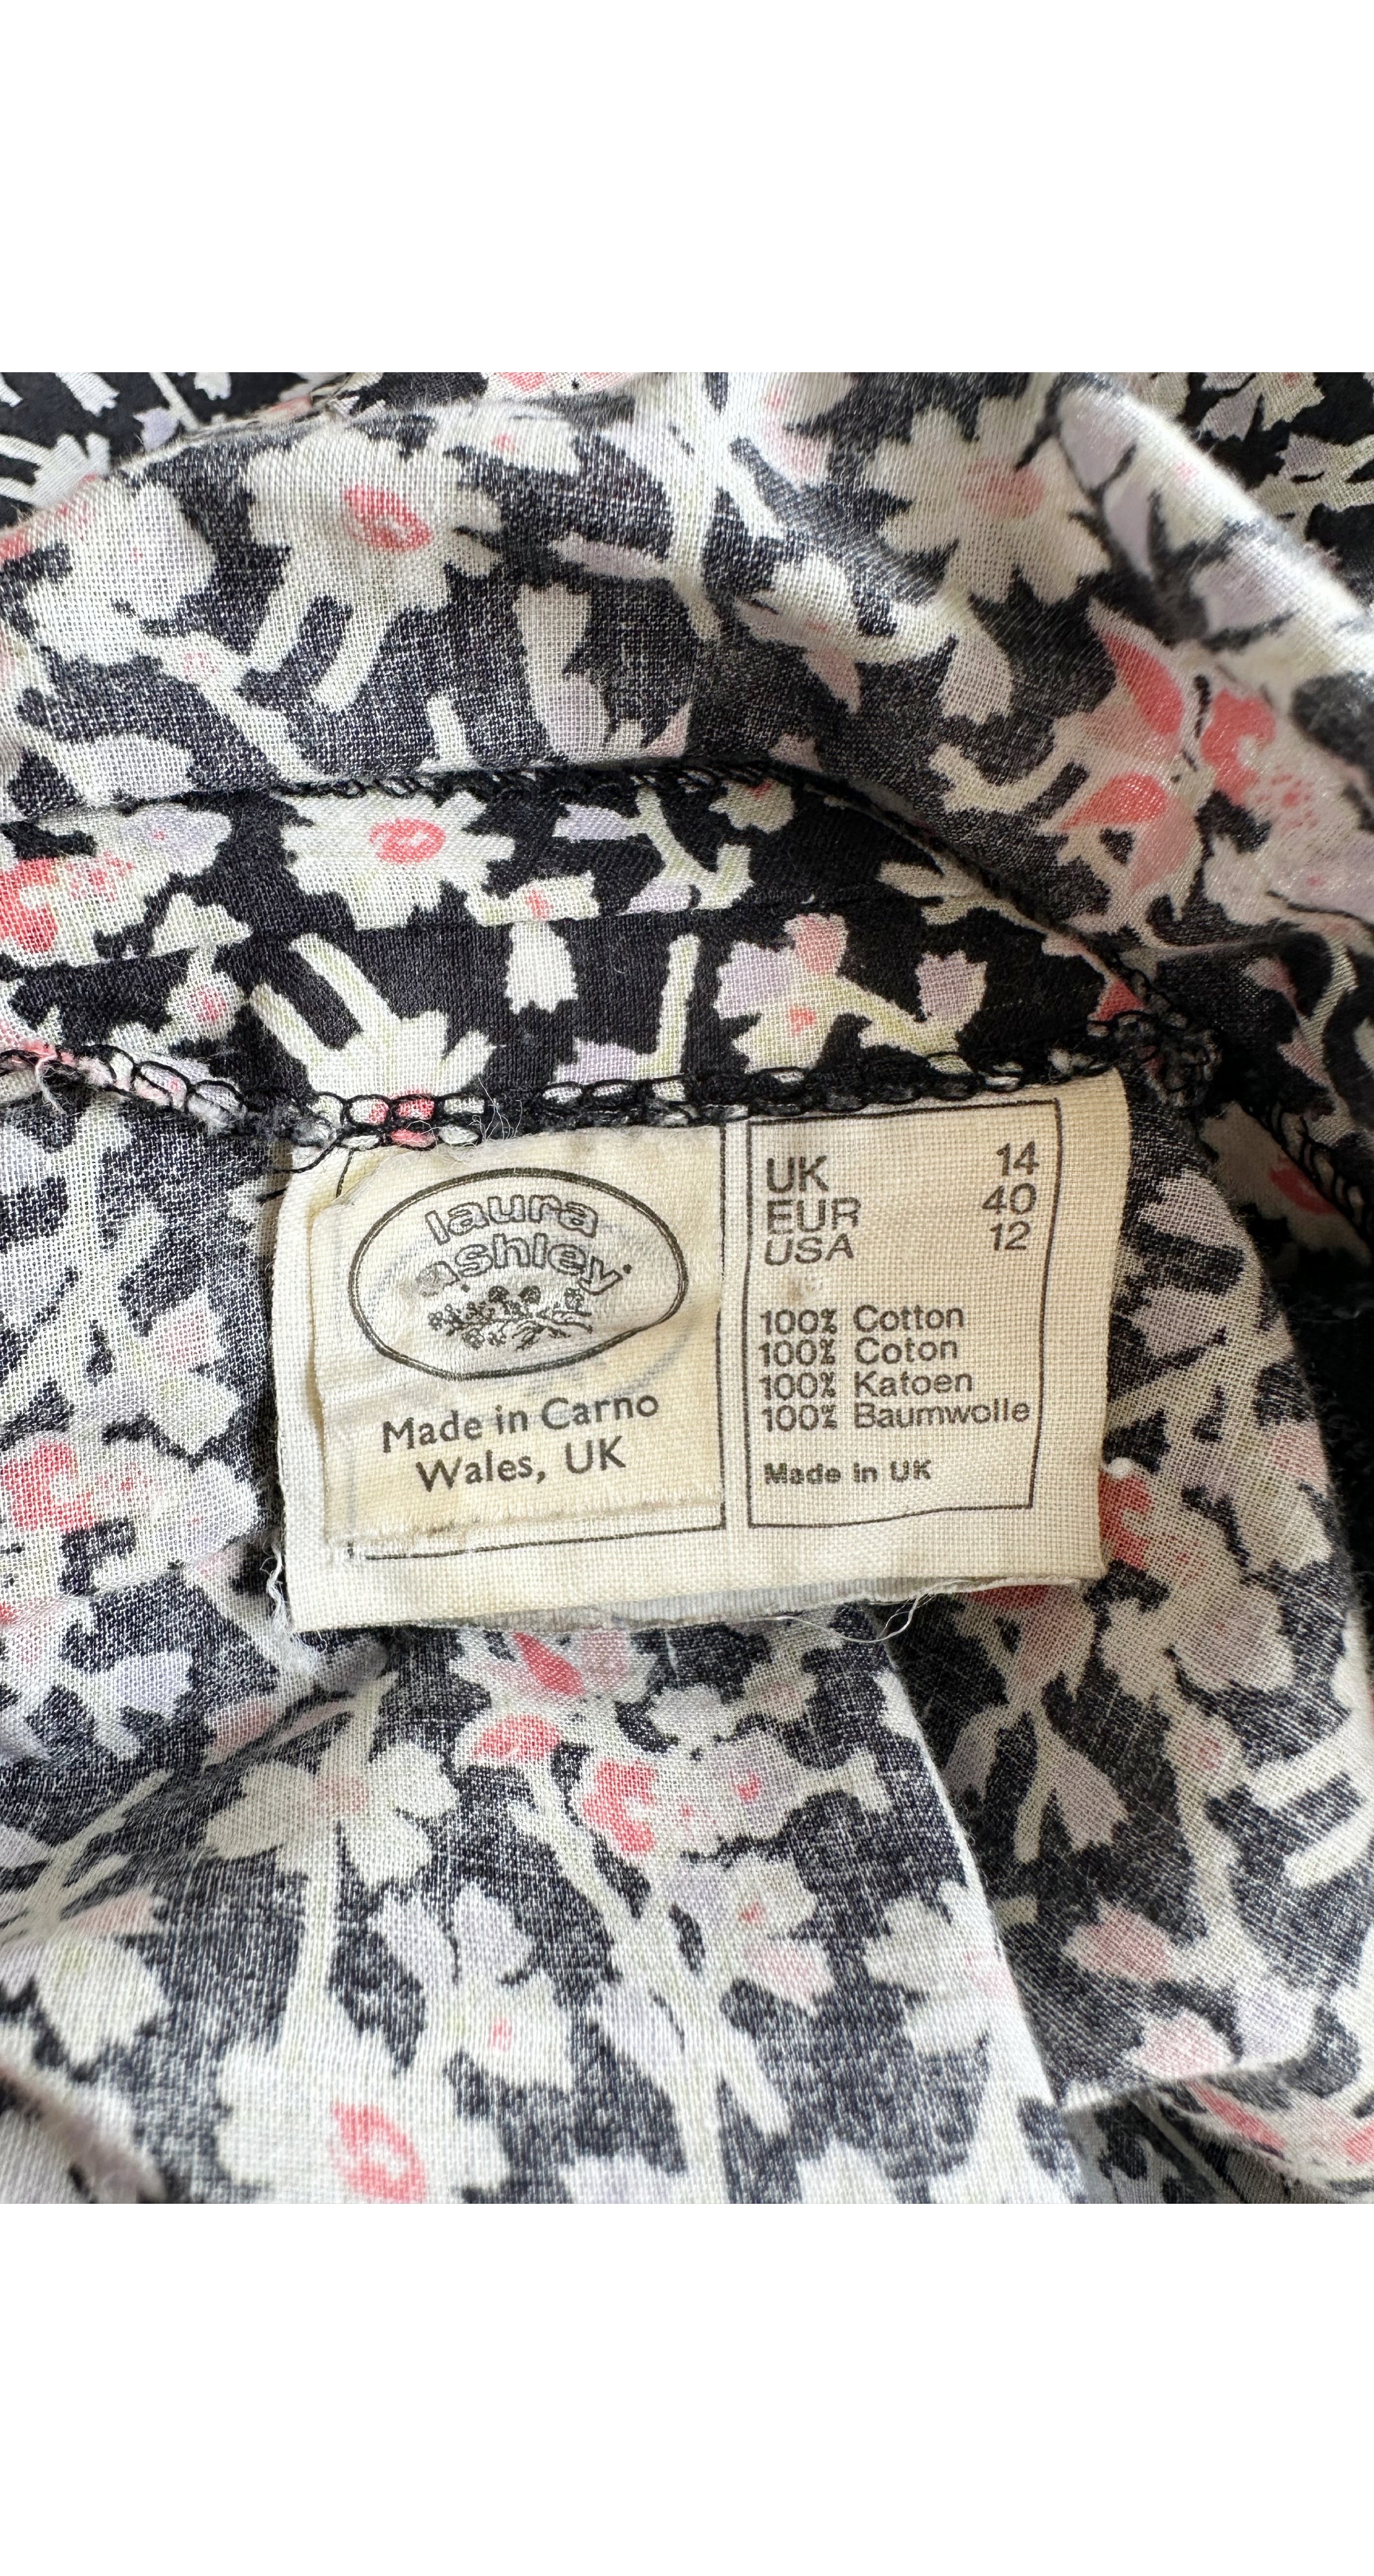 laura
ashley
Made in Carno
Wales, UK
UK 14
EUR 40
USA 12
100% Cotton
100% Coton
100% Katoen
100% Baumwolle
Made in UK